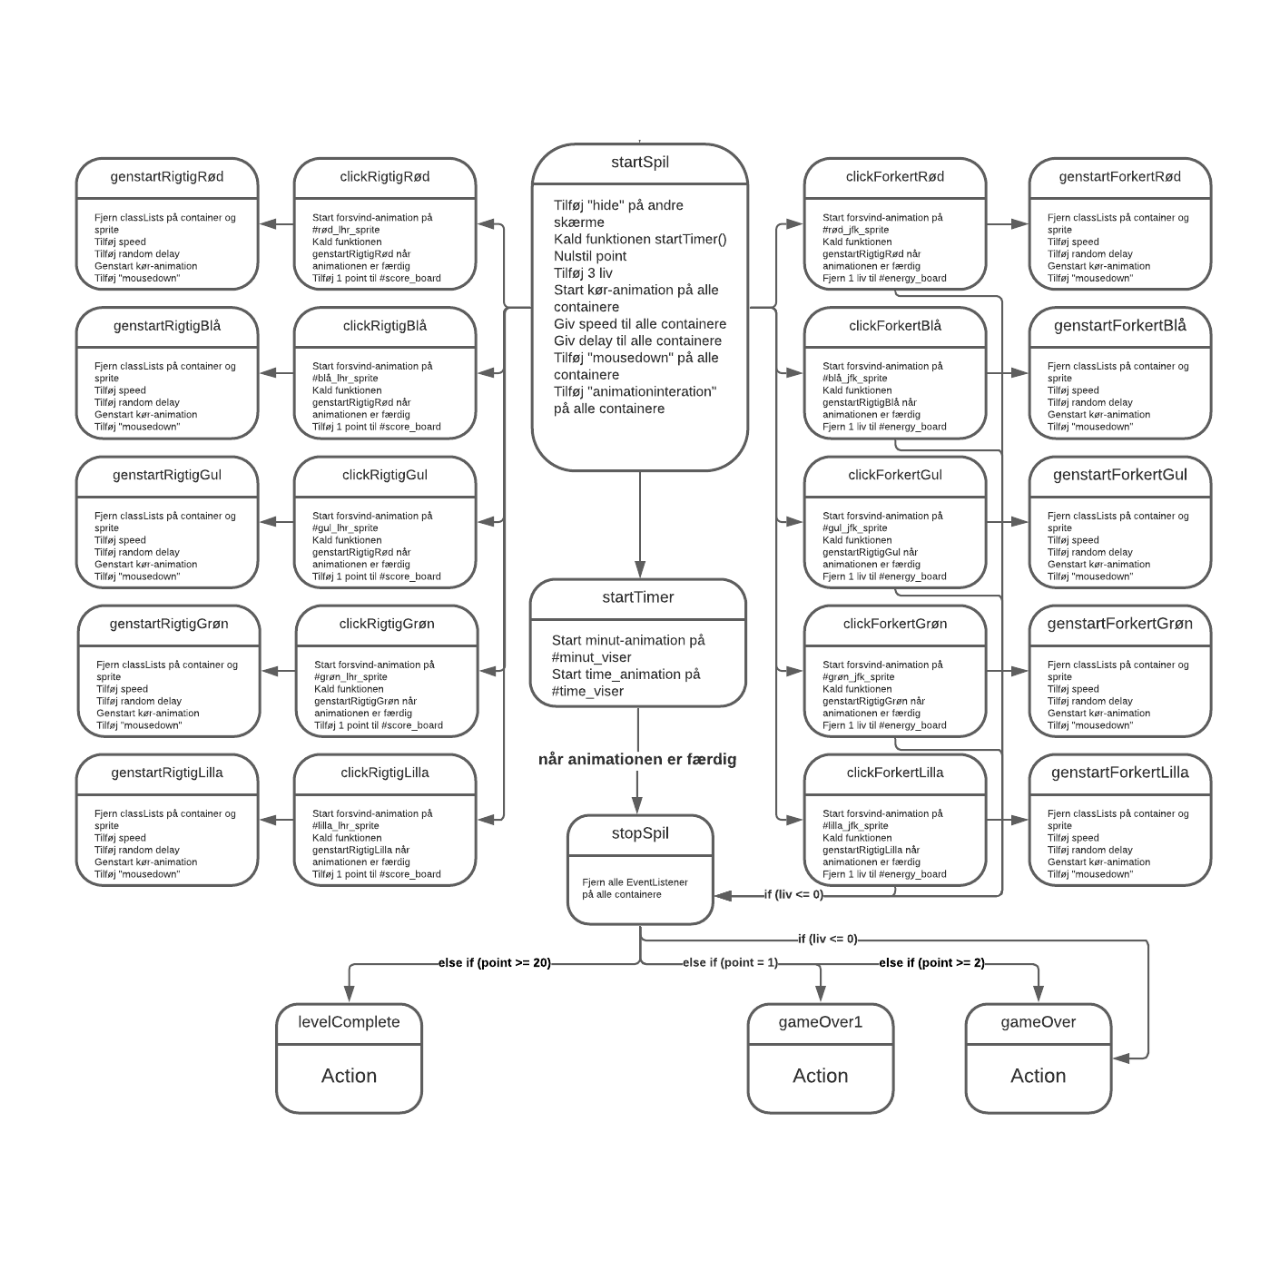 startSpil
Tilføj "hide" på andre
skærme
Kald funktionen startTimer()
Nulstil point
Tilføj 3 liv
Start kør-animation på alle
containere
Giv speed til alle containere
Giv delay til alle containere
Tilføj "mousedown" på alle
containere
Tilføj "animationinteration"
på alle containere
genstartRigtigRød
Fjern classLists på container og
sprite
Tilføj speed
Tilføj random delay
Genstart kør-animation
Tilføj "mousedown"
clickRigtigRød
Start forsvind-animation på
#rød_lhr_sprite
Kald funktionen
genstartRigtigRød når
animationen er færdig
Tilføj 1 point til #score_board
clickForkertRød
Start forsvind-animation på
#rød_jfk_sprite
Kald funktionen
genstartRigtigRød når
animationen er færdig
Fjern 1 liv til #energy_board
genstartForkertRød
Fjern classLists på container og
sprite
Tilføj speed
Tilføj random delay
Genstart kør-animation
Tilføj "mousedown"
genstartRigtigBlå
Fjern classLists på container og
sprite
Tilføj speed
Tilføj random delay
Genstart kør-animation
Tilføj "mousedown"
clickRigtigBlå
Start forsvind-animation på
#blå_lhr_sprite
Kald funktionen
genstartRigtigRød når
animationen er færdig
Tilføj 1 point til #score_board
clickForkertBlå
Start forsvind-animation på
#blå_jfk_sprite
Kald funktionen
genstartRigtigBlå når
animationen er færdig
Fjern 1 liv til #energy_board
genstartForkertBlå
Fjern classLists på container og
sprite
Tilføj speed
Tilføj random delay
Genstart kør-animation
Tilføj "mousedown"
genstartRigtigGul
Fjern classLists på container og
sprite
Tilføj speed
Tilføj random delay
Genstart kør-animation
Tilføj "mousedown"
clickRigtigGul
Start forsvind-animation på
#gul_lhr_sprite
Kald funktionen
genstartRigtigRød når
animationen er færdig
Tilføj 1 point til #score_board
clickForkertGul
Start forsvind-animation på
#gul_jfk_sprite
Kald funktionen
genstartRigtigGul når
animationen er færdig
Fjern 1 liv til #energy_board
genstartForkertGul
Fjern classLists på container og
sprite
Tilføj speed
Tilføj random delay
Genstart kør-animation
Tilføj "mousedown"
startTimer
Start minut-animation på
#minut_viser
Start time_animation på
#time_viser
genstartRigtigGrøn
Fjern classLists på container og
sprite
Tilføj speed
Tilføj random delay
Genstart kør-animation
Tilføj "mousedown"
clickRigtigGrøn
Start forsvind-animation på
#grøn_lhr_sprite
Kald funktionen
genstartRigtigGrøn når
animationen er færdig
Tilføj 1 point til #score_board
clickForkertGrøn
Start forsvind-animation på
#grøn_jfk_sprite
Kald funktionen
genstartRigtigGrøn når
animationen er færdig
Fjern 1 liv til #energy_board
genstartForkertGrøn
Fjern classLists på container og
sprite
Tilføj speed
Tilføj random delay
Genstart kør-animation
Tilføj "mousedown"
når animationen er færdig
genstartRigtigLilla
Fjern classLists på container og
sprite
Tilføj speed
Tilføj random delay
Genstart kør-animation
Tilføj "mousedown"
clickRigtigLilla
Start forsvind-animation på
#lilla_lhr_sprite
Kald funktionen
genstartRigtigLilla når
animationen er færdig
Tilføj 1 point til #score_board
clickForkertLilla
Start forsvind-animation på
#lilla_jfk_sprite
Kald funktionen
genstartRigtigLilla når
animationen er færdig
Fjern 1 liv til #energy_board
genstartForkertLilla
Fjern classLists på container og
sprite
Tilføj speed
Tilføj random delay
Genstart kør-animation
Tilføj "mousedown"
stopSpil
Fjern alle EventListener
på alle containere
if (liv <= 0)
if (liv <= 0)
else if (point >= 20)
else if (point = 1)
else if (point >= 2)
levelComplete
Action
gameOver1
Action
gameOver
Action